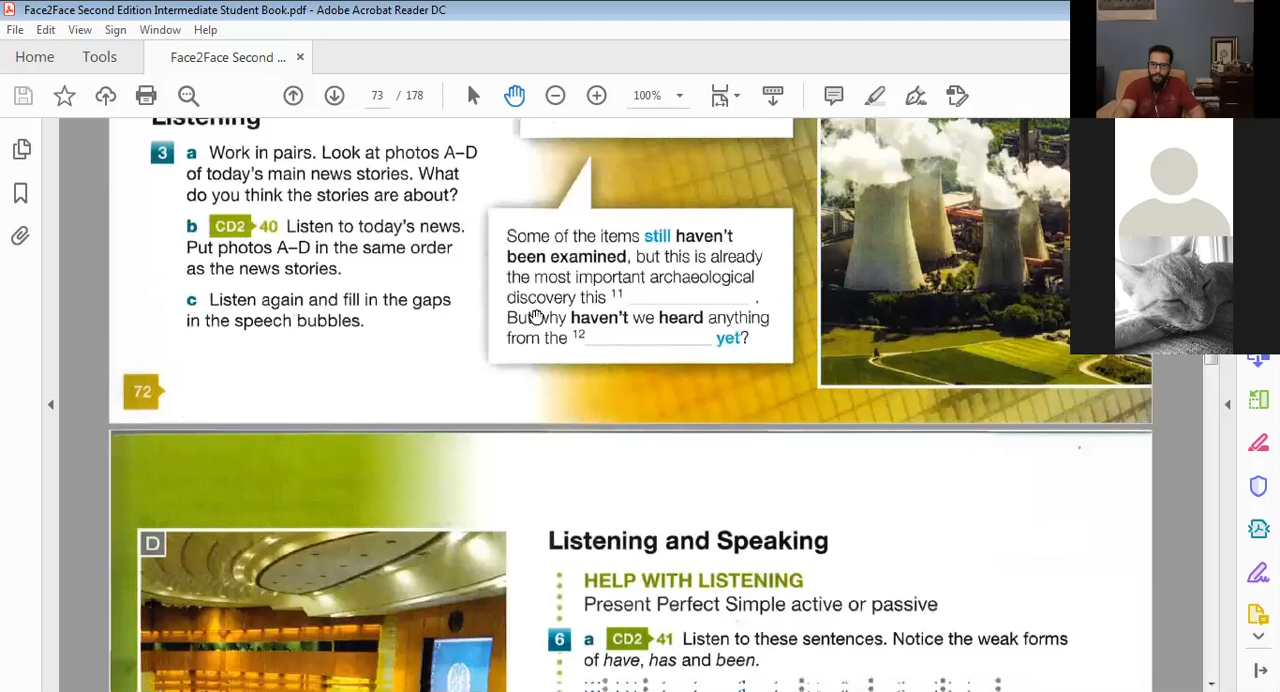 Face2Face Second Edition Intermediate Student Book.pdf - Adobe Acrobat Reader DC
File Edit View Sign Window Help
Home Tools Face2Face Second ... ×
73 / 178 100%
Listening
3 a Work in pairs. Look at photos A–D
of today's main news stories. What
do you think the stories are about?
b CD2 40 Listen to today's news.
Put photos A–D in the same order
as the news stories.
c Listen again and fill in the gaps
in the speech bubbles.
Some of the items still haven't
been examined, but this is already
the most important archaeological
discovery this 11 ____________ .
But why haven't we heard anything
from the 12 ____________ yet?
72
D
Listening and Speaking
HELP WITH LISTENING
Present Perfect Simple active or passive
6 a CD2 41 Listen to these sentences. Notice the weak forms
of have, has and been.